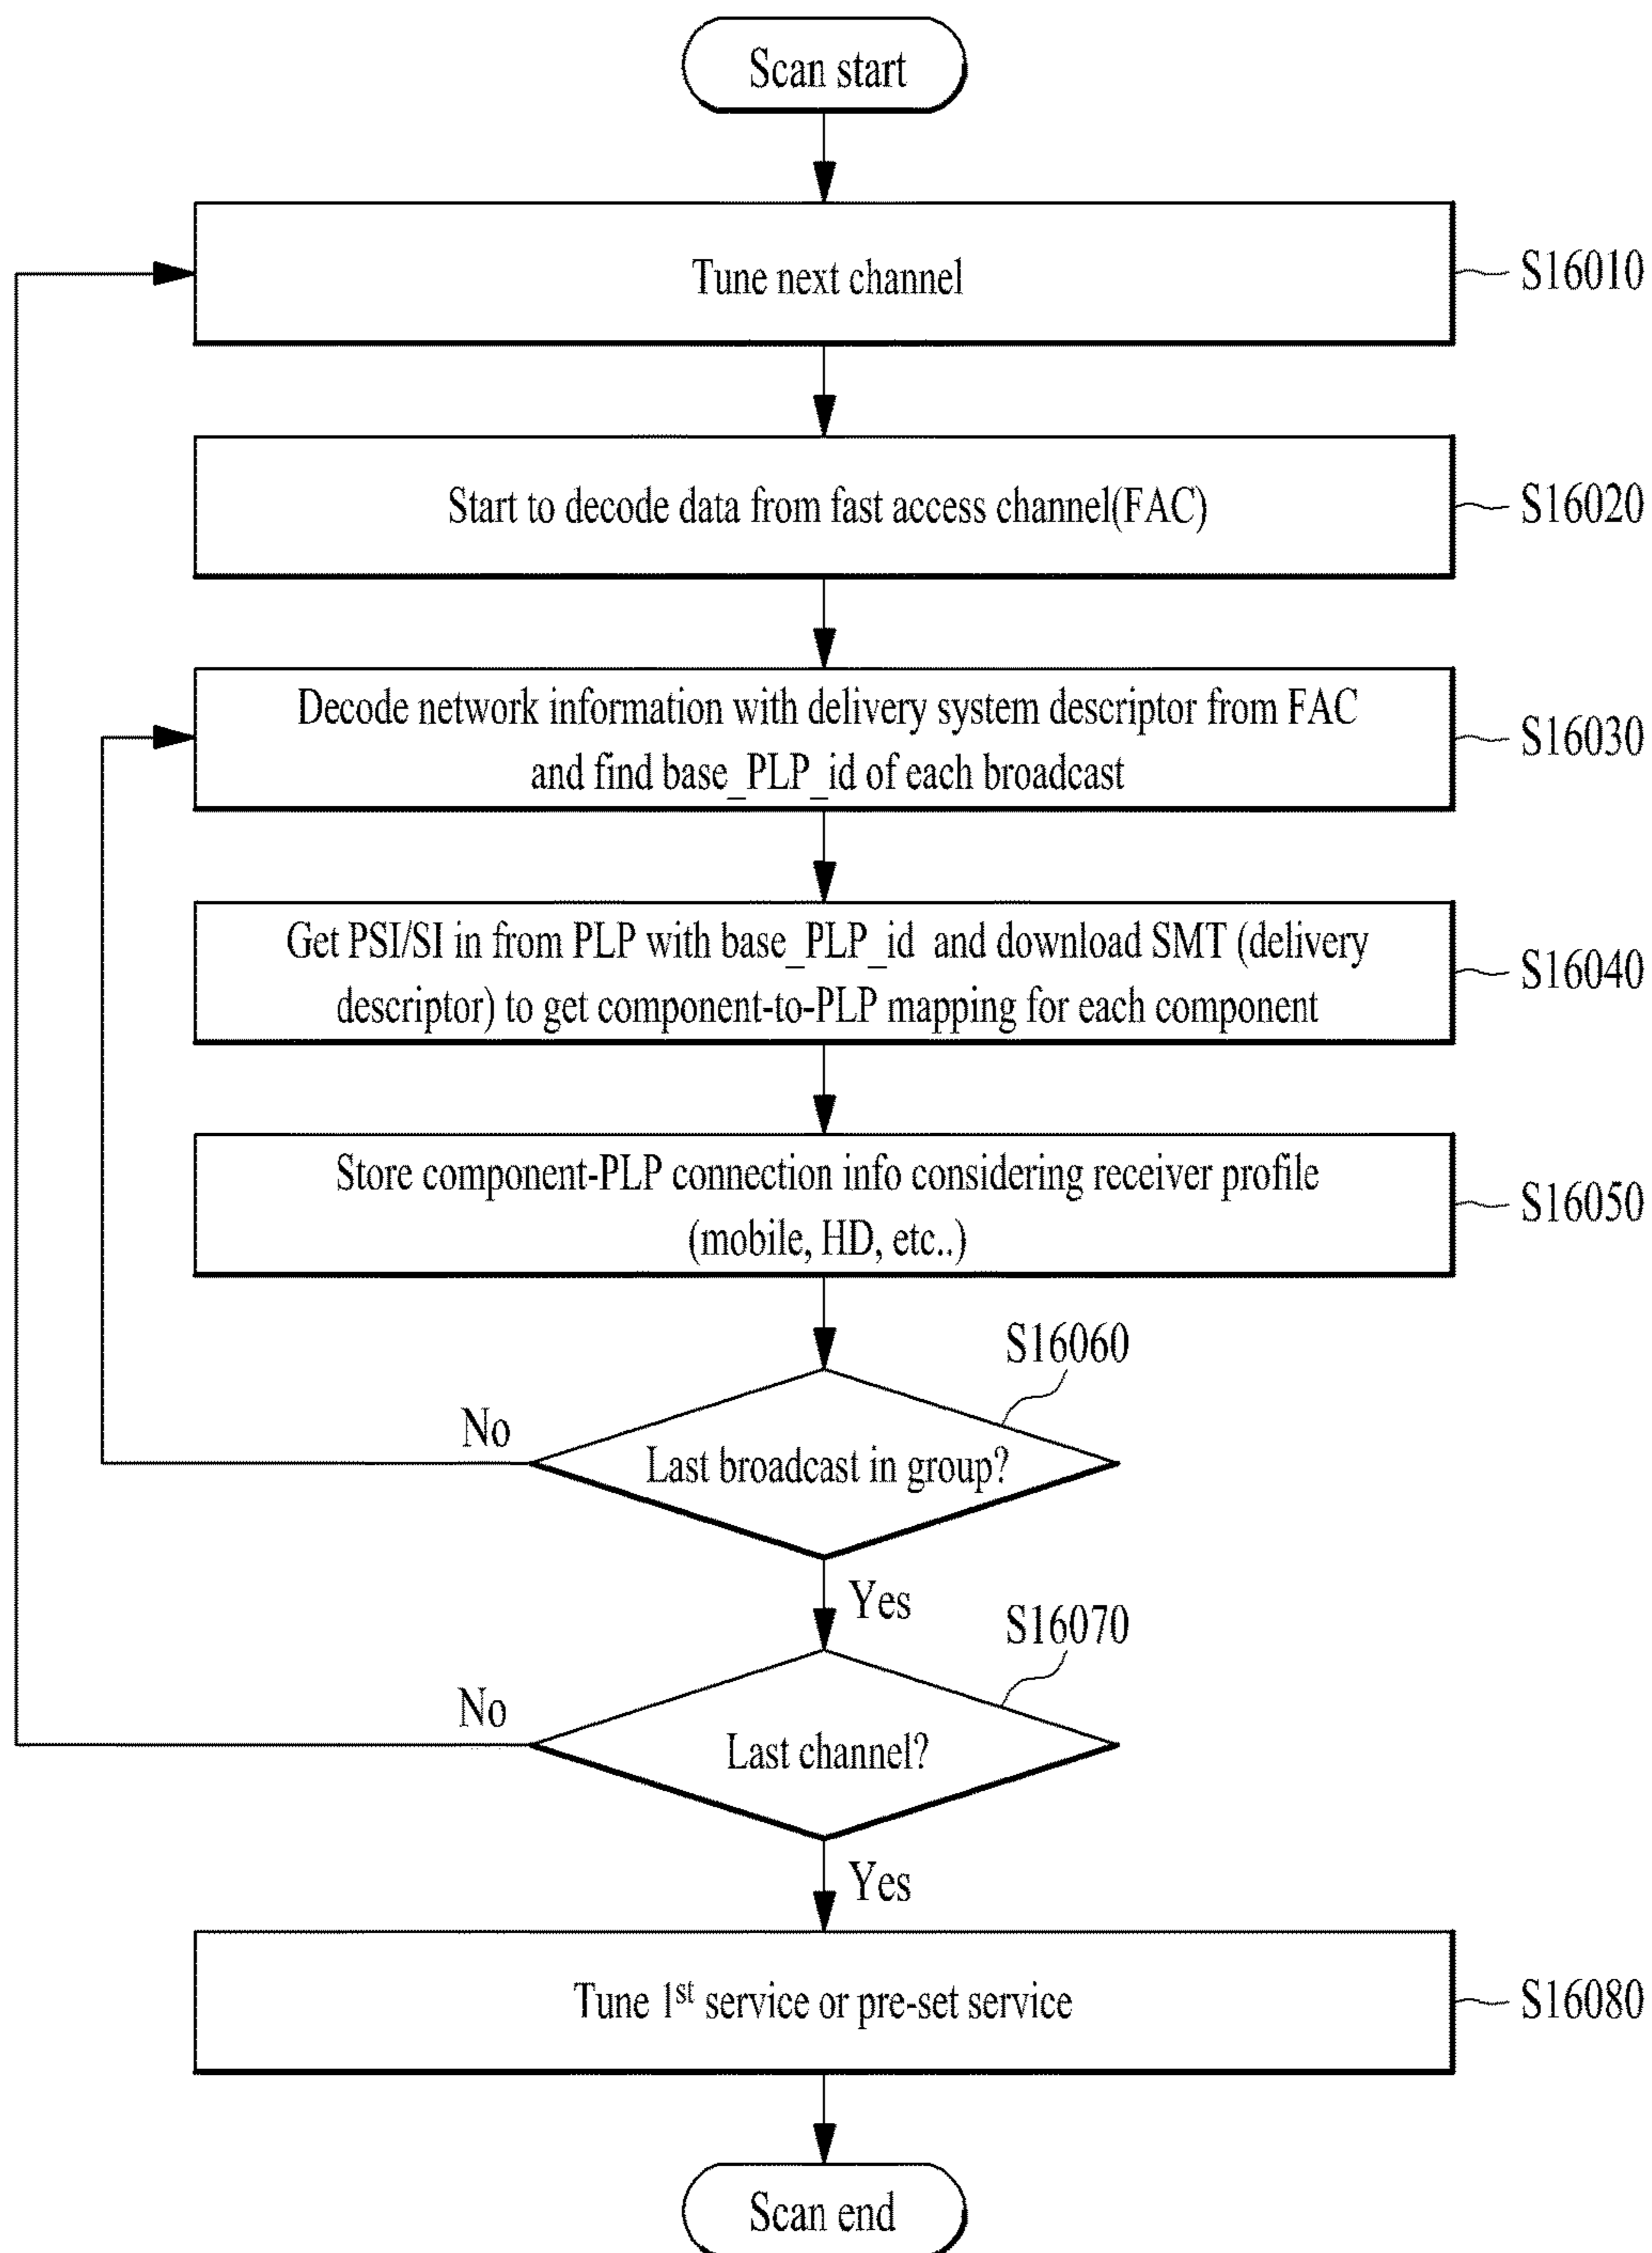 Scan start
Tune next channel
S16010
Start to decode data from fast access channel(FAC)
S16020
Decode network information with delivery system descriptor from FAC
and find base_PLP_id of each broadcast
S16030
Get PSI/SI in from PLP with base_PLP_id and download SMT (delivery
descriptor) to get component-to-PLP mapping for each component
S16040
Store component-PLP connection info considering receiver profile
(mobile, HD, etc..)
S16050
S16060
No
Last broadcast in group?
Yes
S16070
No
Last channel?
Yes
Tune 1st service or pre-set service
S16080
Scan end